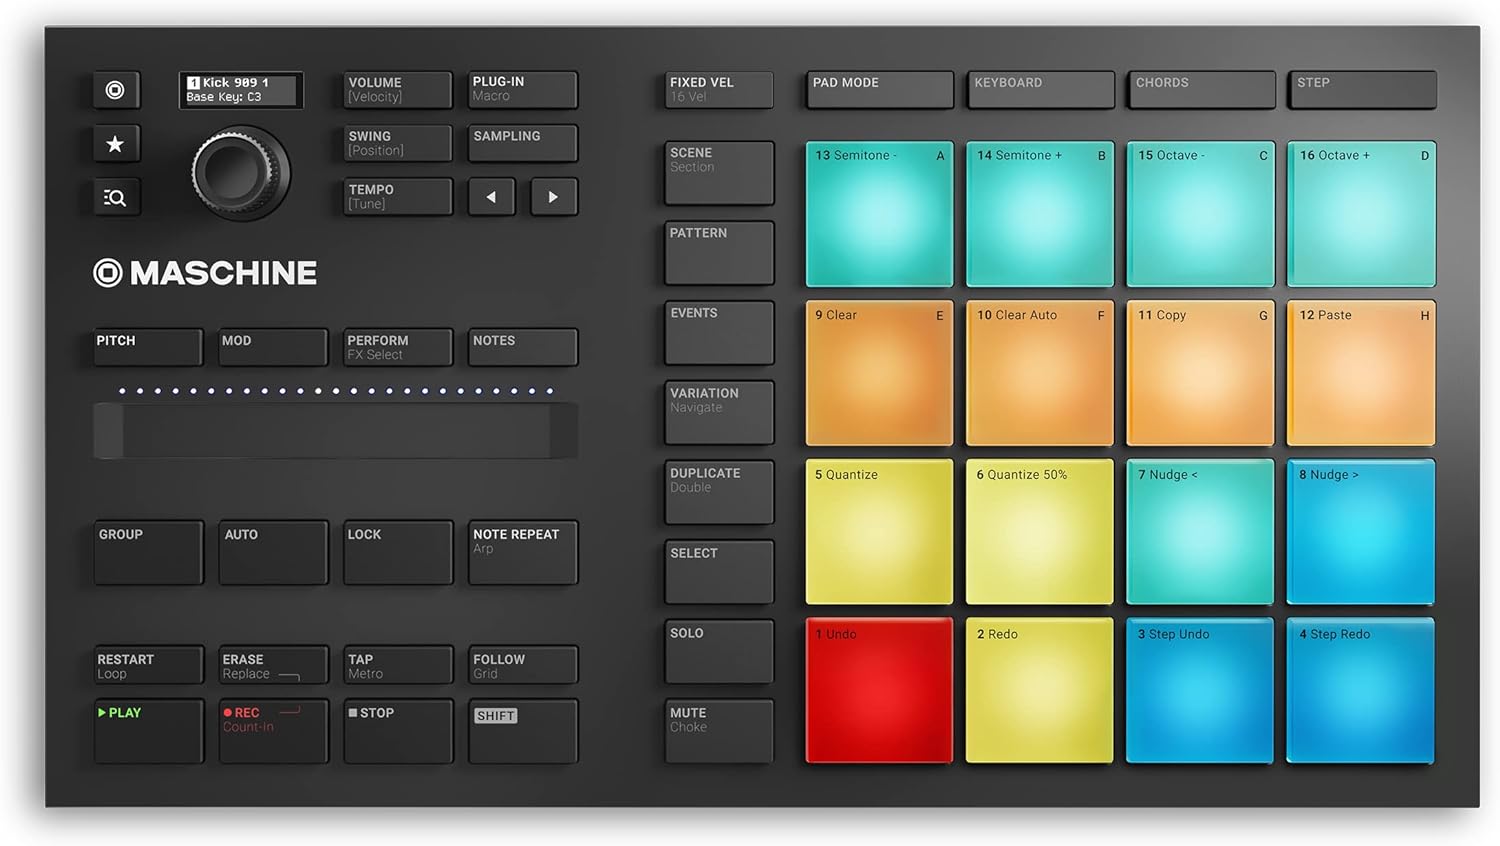 1 Kick 909 1
Base Key: C3
VOLUME
[Velocity]
PLUG-IN
Macro
SWING
[Position]
SAMPLING
TEMPO
[Tune]
MASCHINE
PITCH
MOD
PERFORM
FX Select
NOTES
GROUP
AUTO
LOCK
NOTE REPEAT
Arp
RESTART
Loop
ERASE
Replace
TAP
Metro
FOLLOW
Grid
PLAY
REC
Count-in
STOP
SHIFT
FIXED VEL
16 Vel
SCENE
Section
PATTERN
EVENTS
VARIATION
Navigate
DUPLICATE
Double
SELECT
SOLO
MUTE
Choke
PAD MODE
KEYBOARD
CHORDS
STEP
13 Semitone - A
14 Semitone + B
15 Octave - C
16 Octave + D
9 Clear E
10 Clear Auto F
11 Copy G
12 Paste H
5 Quantize
6 Quantize 50%
7 Nudge <
8 Nudge >
1 Undo
2 Redo
3 Step Undo
4 Step Redo